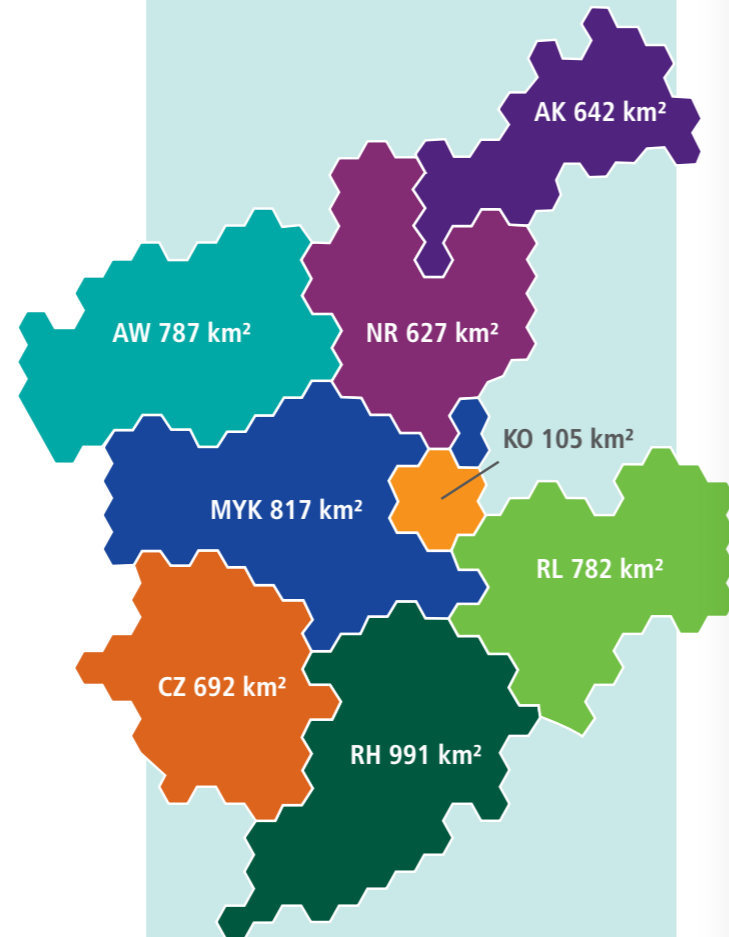 AK 642 km²
AW 787 km²
NR 627 km²
KO 105 km²
MYK 817 km²
RL 782 km²
CZ 692 km²
RH 991 km²